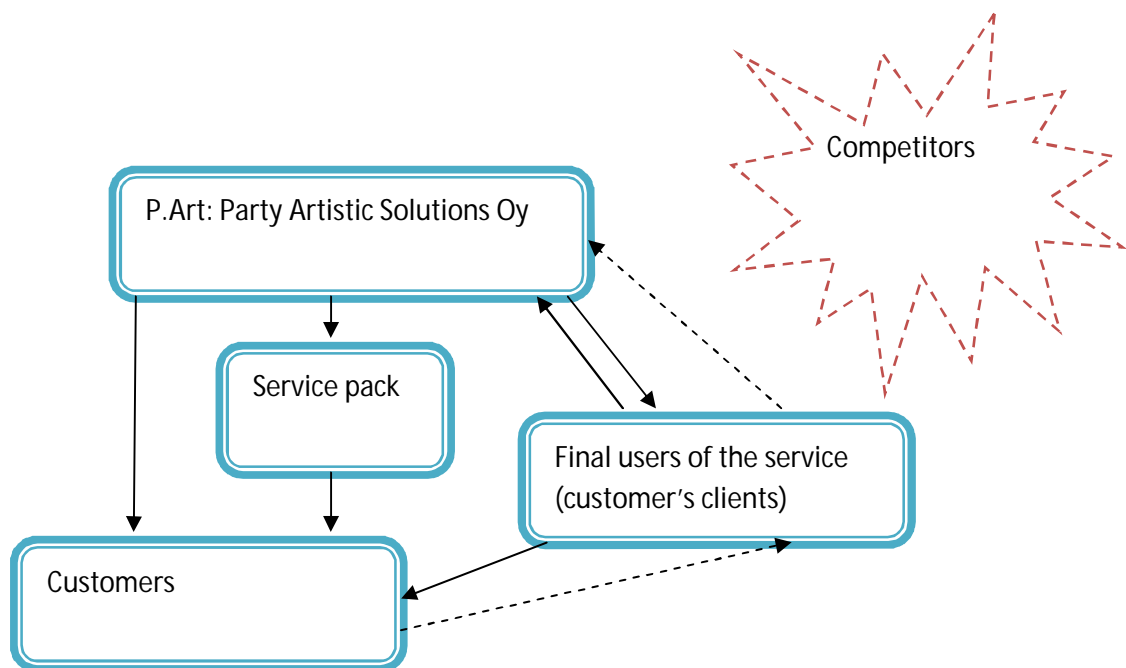 Competitors
P.Art: Party Artistic Solutions Oy
Service pack
Final users of the service
(customer’s clients)
Customers